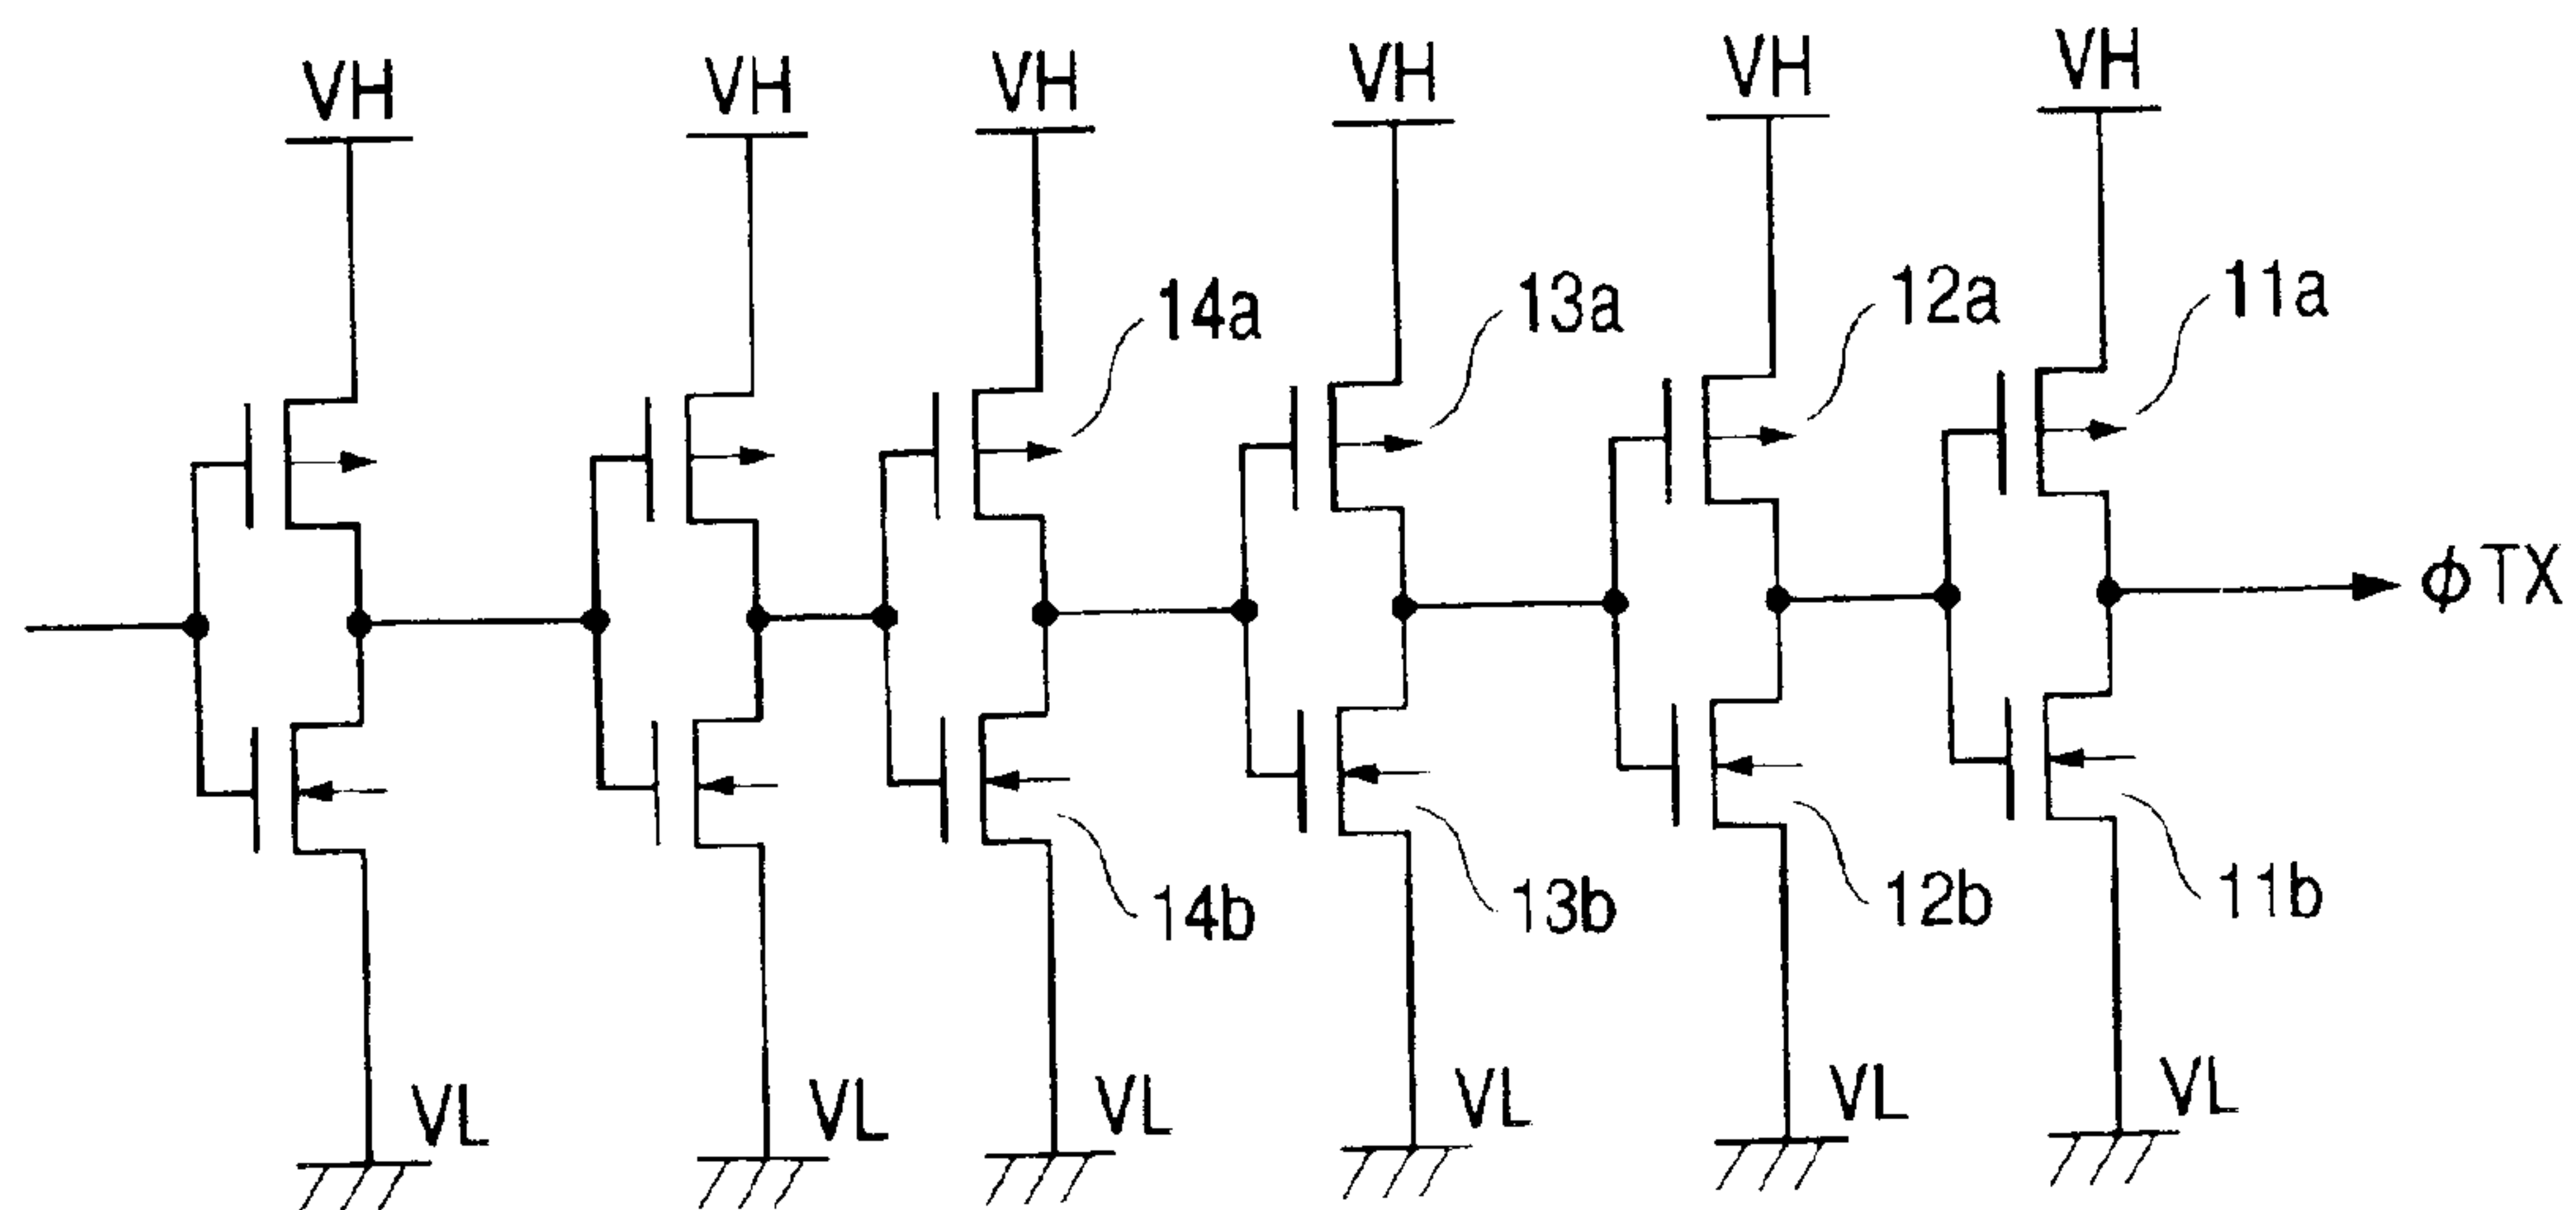 VH VH VH VH VH VH
14a 13a 12a 11a
ϕTX
14b 13b 12b 11b
VL VL VL VL VL VL